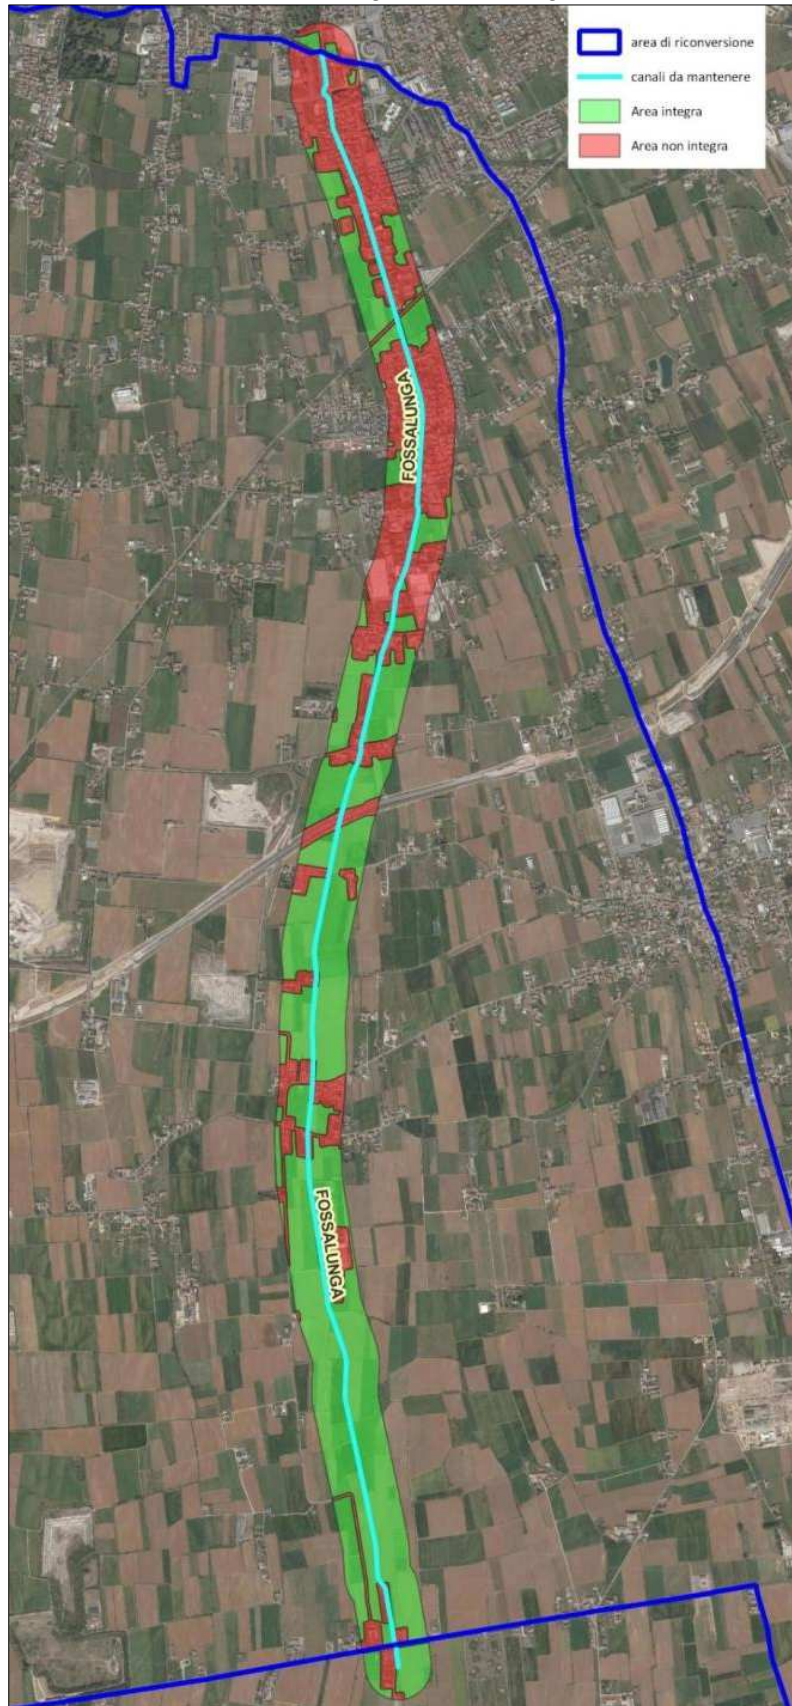 area di riconversione
canali da mantenere
Area integra
Area non integra
FOSSALUNGA
FOSSALUNGA